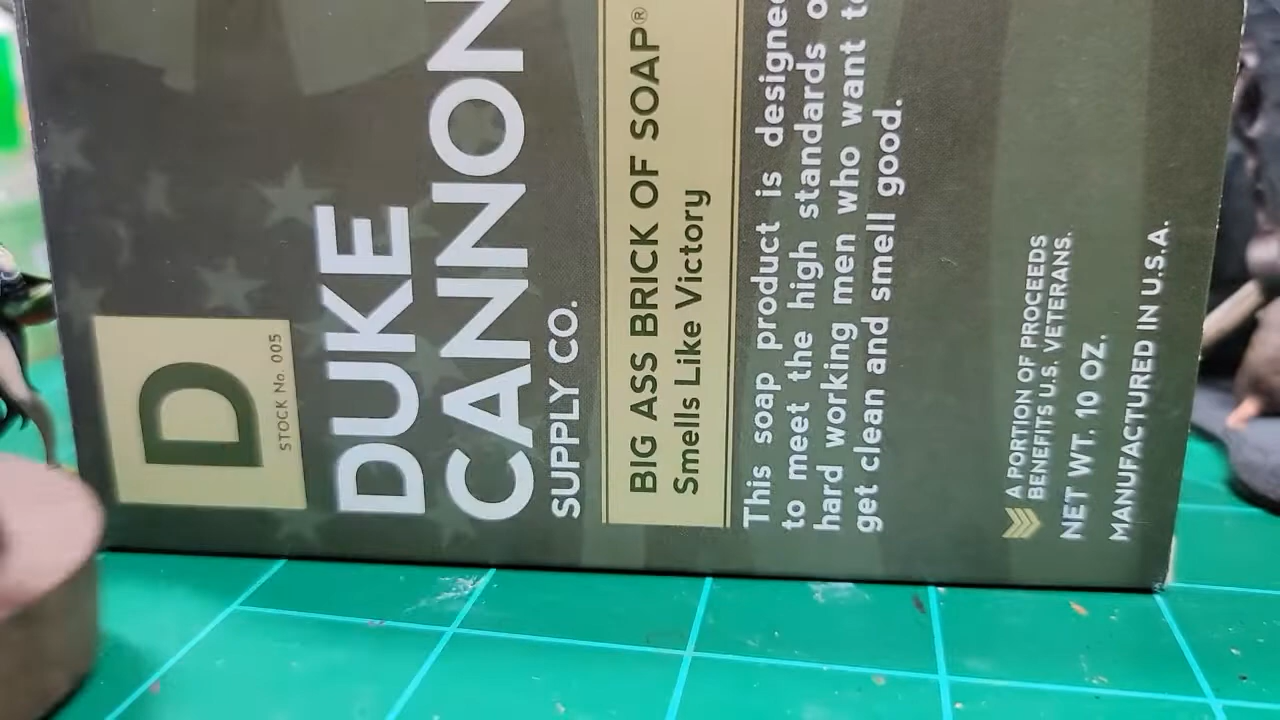 D
STOCK No. 005
DUKE
CANNON
SUPPLY CO.
BIG ASS BRICK OF SOAP®
Smells Like Victory
This soap product is designed
to meet the high standards
hard working men who want to
get clean and smell good.
A PORTION OF PROCEEDS
BENEFITS U.S. VETERANS.
NET WT. 10 OZ.
MANUFACTURED IN U.S.A.